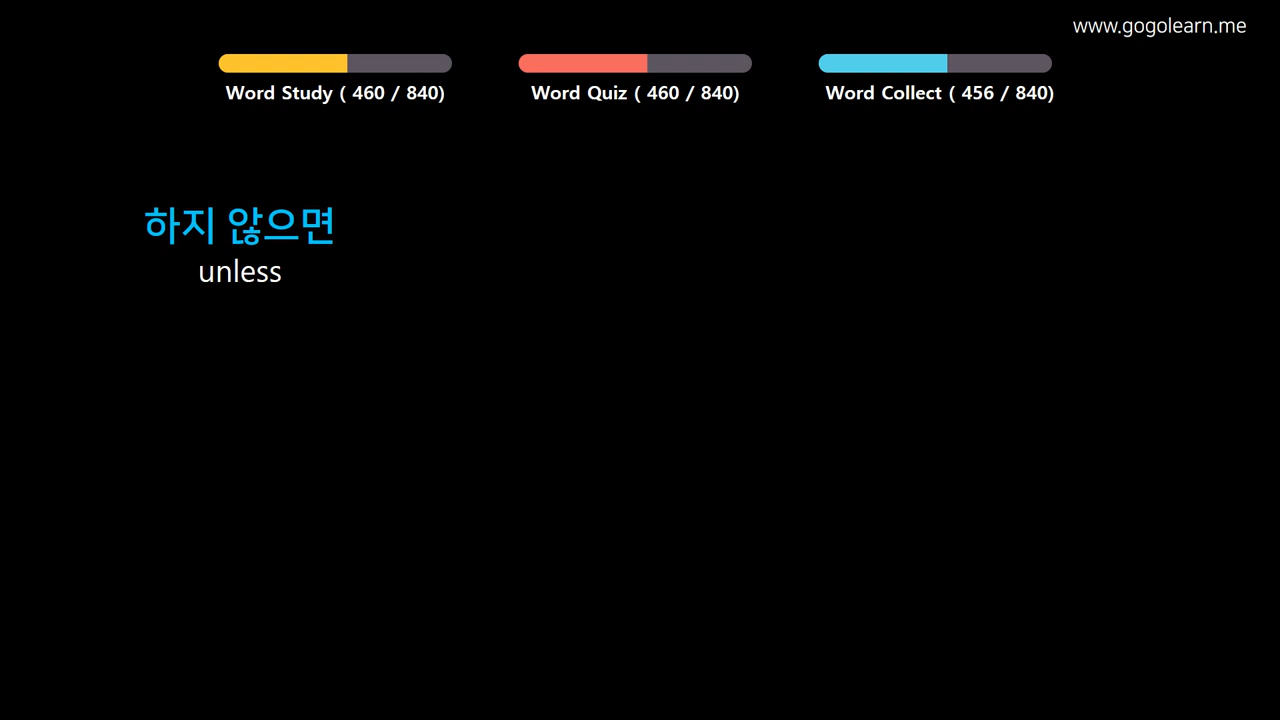 www.gogolearn.me
Word Study ( 460 / 840)
Word Quiz ( 460 / 840)
Word Collect ( 456 / 840)
하지 않으면
unless